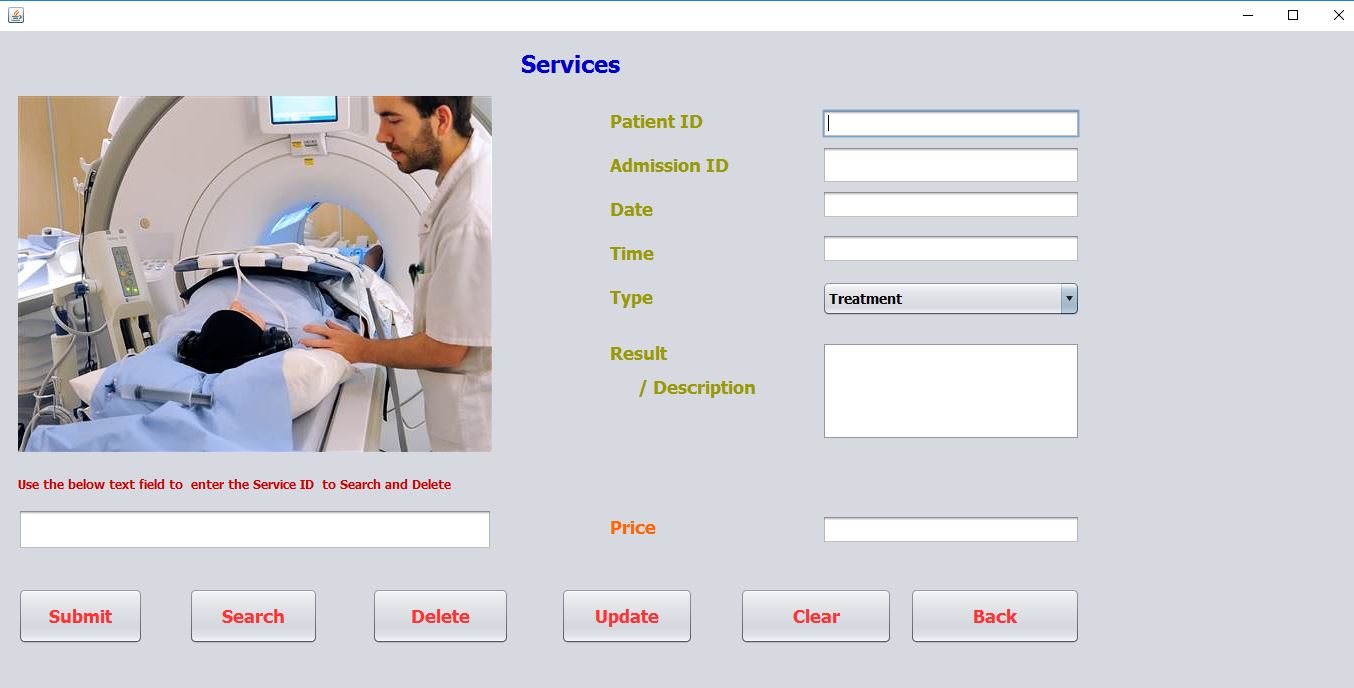 Services
Patient ID
Admission ID
Date
Time
Type
Treatment
Result
/ Description
Use the below text field to  enter the Service ID  to Search and Delete
Price
Submit
Search
Delete
Update
Clear
Back